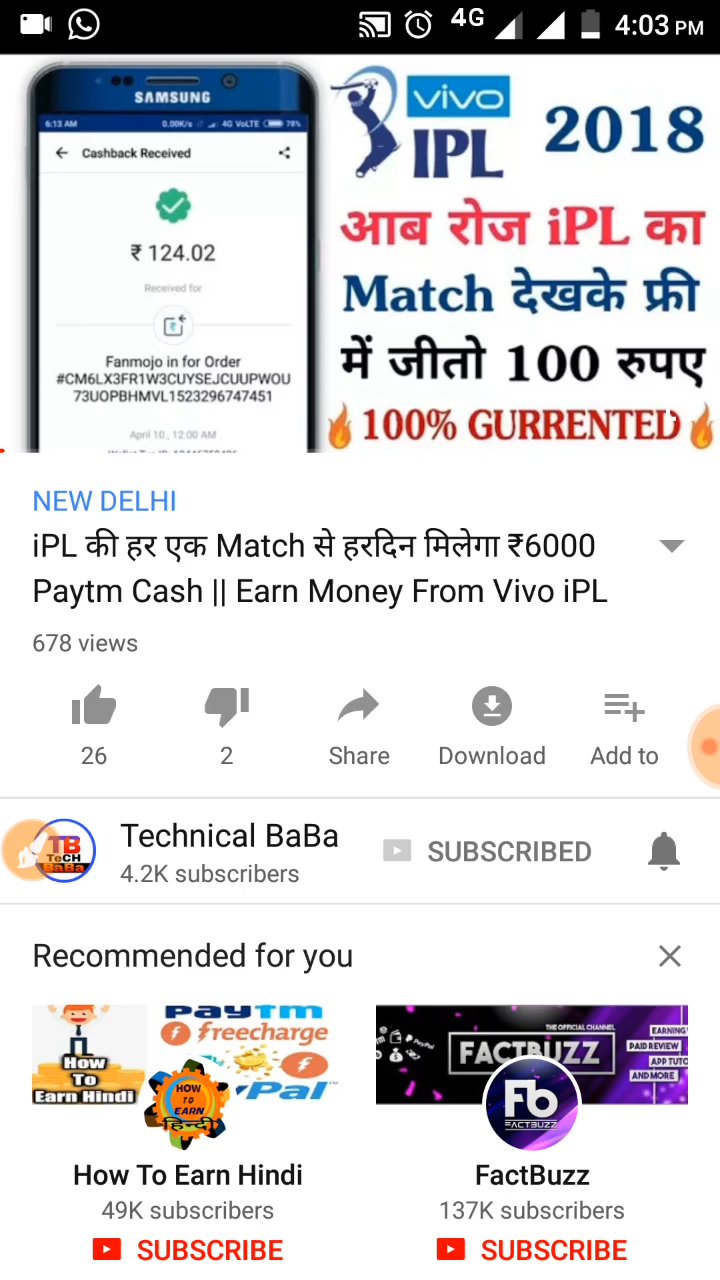 4G 4:03 PM
SAMSUNG
6:13 AM 0.00K/s 4G VoLTE 78%
Cashback Received
₹ 124.02
Received for
Fanmojo in for Order
#CM6LX3FR1W3CUYSEJCUUPWOU
73UOPBHMVL1523296747451
April 10, 12:00 AM
vivo
IPL
2018
आब रोज iPL का
Match देखके फ्री
में जीतो 100 रुपए
100% GURRENTED
NEW DELHI
iPL की हर एक Match से हरदिन मिलेगा ₹6000
Paytm Cash || Earn Money From Vivo iPL
678 views
26
2
Share
Download
Add to
TB
TeCH
BaBa
Technical BaBa
4.2K subscribers
SUBSCRIBED
Recommended for you
How
To
Earn Hindi
Paytm
freecharge
Pal
HOW
TO
EARN
हिन्दी
How To Earn Hindi
49K subscribers
SUBSCRIBE
PayPal
THE OFFICIAL CHANNEL
FACTBUZZ
EARNING
PAID REVIEW
APP TUTO
AND MORE
Fb
FACTBUZZ
FactBuzz
137K subscribers
SUBSCRIBE